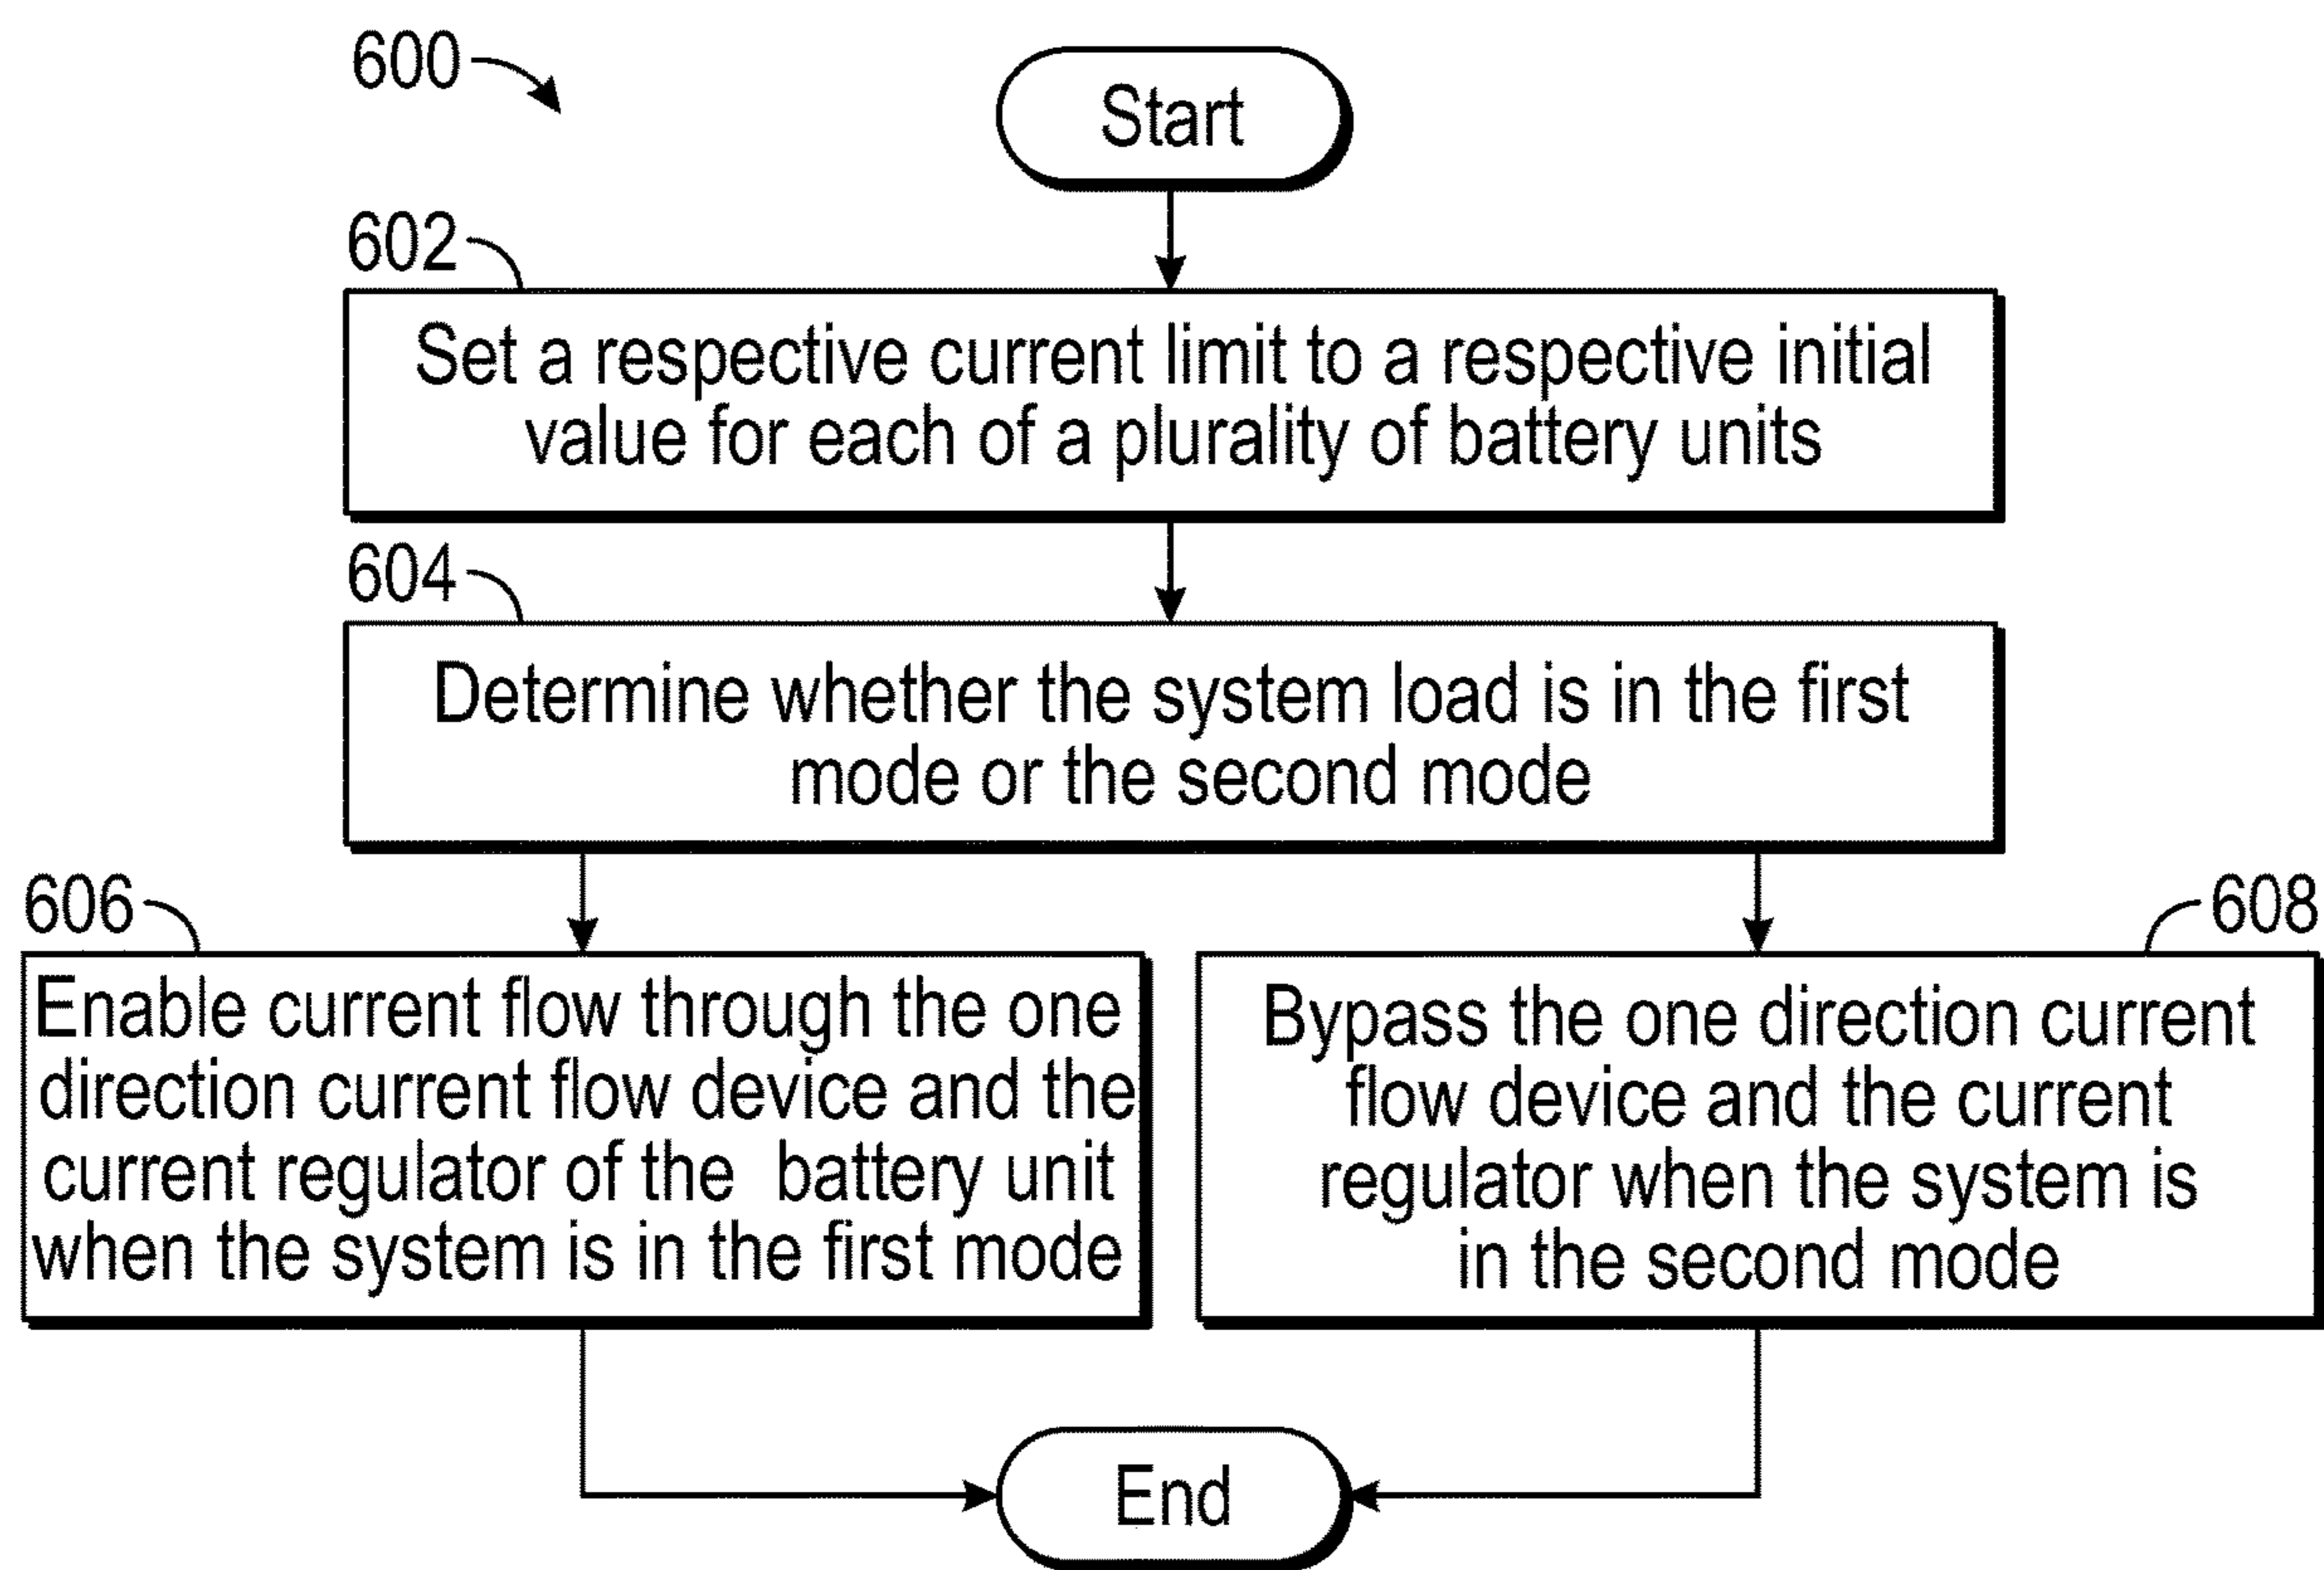 600
Start
602
Set a respective current limit to a respective initial
value for each of a plurality of battery units
604
Determine whether the system load is in the first
mode or the second mode
606
Enable current flow through the one
direction current flow device and the
current regulator of the battery unit
when the system is in the first mode
608
Bypass the one direction current
flow device and the current
regulator when the system is
in the second mode
End